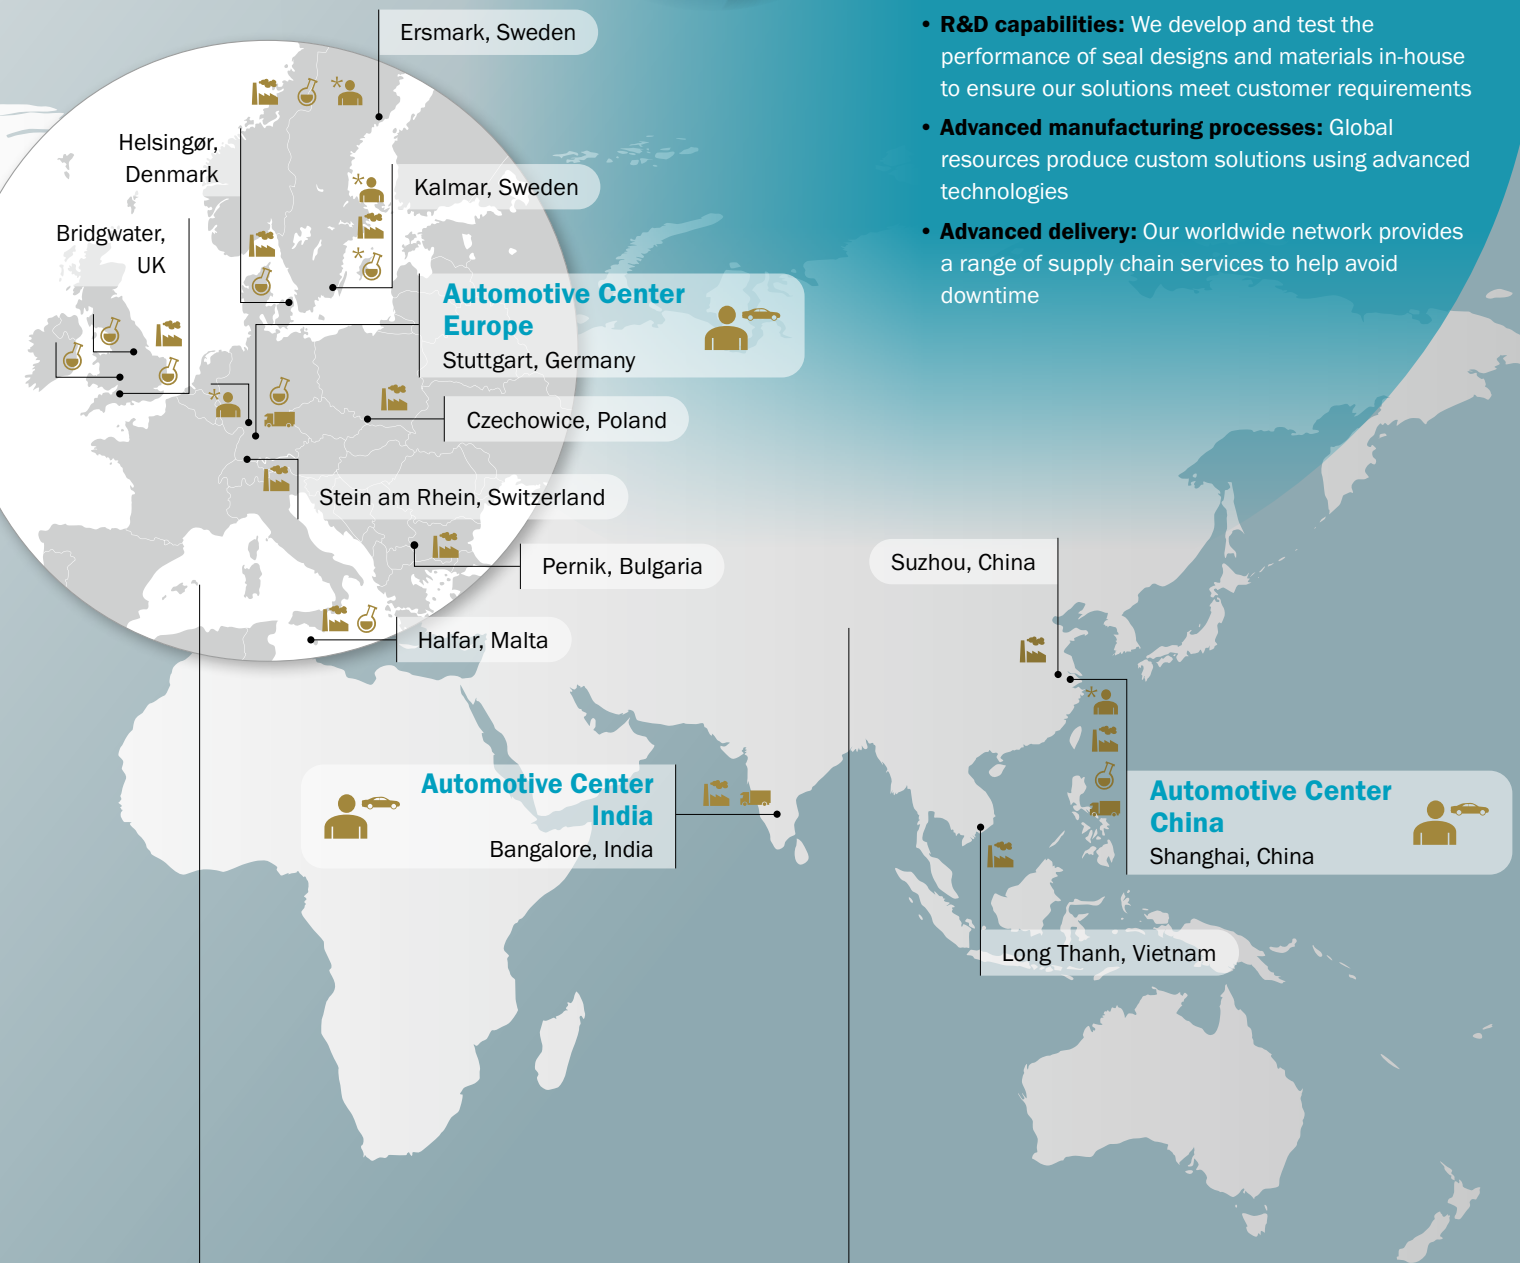 Ersmark, Sweden
Helsingør,
Denmark
Kalmar, Sweden
Bridgwater,
UK
Automotive Center
Europe
Stuttgart, Germany
Czechowice, Poland
Stein am Rhein, Switzerland
Pernik, Bulgaria
Halfar, Malta
• R&D capabilities: We develop and test the
performance of seal designs and materials in-house
to ensure our solutions meet customer requirements
• Advanced manufacturing processes: Global
resources produce custom solutions using advanced
technologies
• Advanced delivery: Our worldwide network provides
a range of supply chain services to help avoid
downtime
Suzhou, China
Automotive Center
India
Bangalore, India
Automotive Center
China
Shanghai, China
Long Thanh, Vietnam